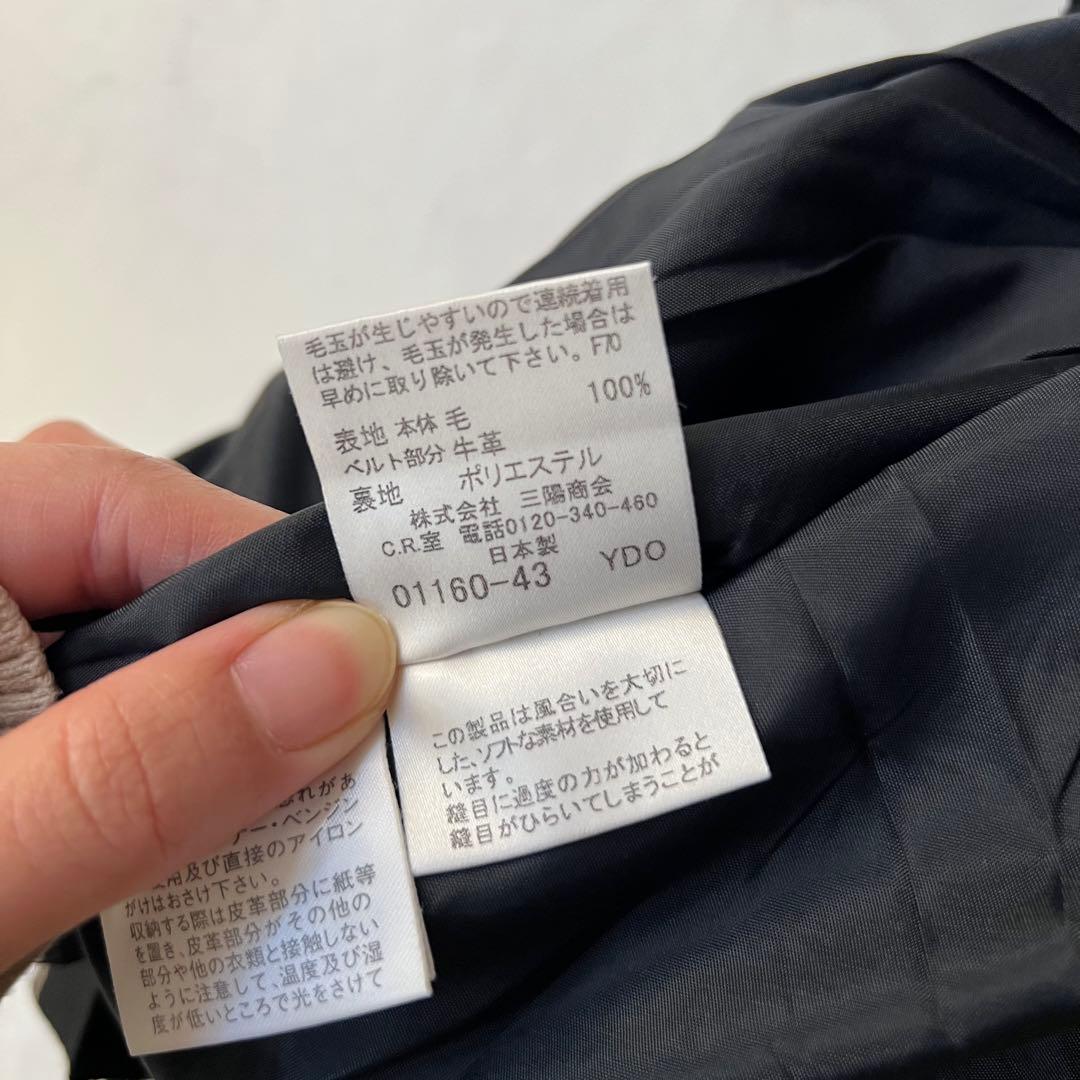 毛玉が生じやすいので連続着用
は避け、毛玉が発生した場合は
早めに取り除いて下さい。F70
表地 本体 毛 100%
ベルト部分 牛革
裏地 ポリエステル
株式会社 三陽商会
C.R.室 電話0120-340-460
日本製
01160-43 YDO
この製品は風合いを大切に
した、ソフトな素材を使用して
います。
縫目に過度の力が加わると
縫目がひらいてしまうことが
恐れがあ
ナー・ベンジン
使用及び直接のアイロン
がけはおさけ下さい。
収納する際は皮革部分に紙等
を置き、皮革部分がその他の
部分や他の衣類と接触しない
ように注意して、温度及び湿
度が低いところで光をさけて